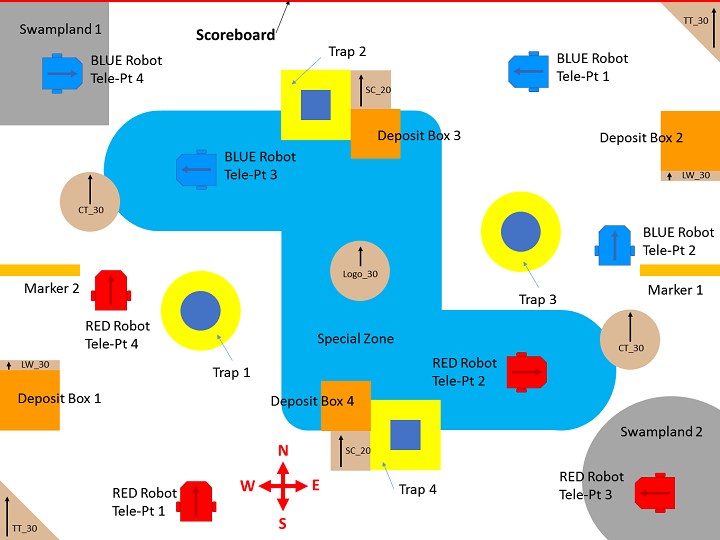 Swampland 1
TT_30
Scoreboard
Trap 2
BLUE Robot
Tele-Pt 4
BLUE Robot
Tele-Pt 1
SC_20
Deposit Box 3
Deposit Box 2
BLUE Robot
Tele-Pt 3
LW_30
CT_30
BLUE Robot
Tele-Pt 2
Logo_30
Marker 2
Marker 1
Trap 3
RED Robot
Tele-Pt 4
Special Zone
CT_30
LW_30
Trap 1
RED Robot
Tele-Pt 2
Deposit Box 1
Deposit Box 4
Swampland 2
SC_20
N
W
E
S
Trap 4
RED Robot
Tele-Pt 3
RED Robot
Tele-Pt 1
TT_30